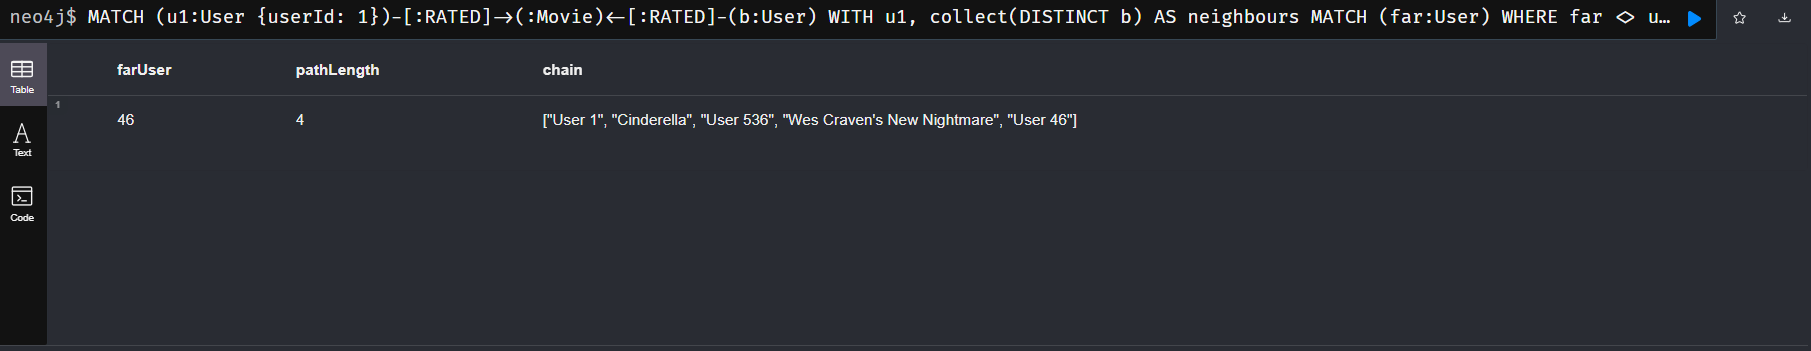 neo4j$ MATCH (u1:User {userId: 1})-[:RATED]→(:Movie)←[:RATED]-(b:User) WITH u1, collect(DISTINCT b) AS neighbours MATCH (far:User) WHERE far <> u…
Table
Text
Code
farUser pathLength chain
1
46 4 ["User 1", "Cinderella", "User 536", "Wes Craven's New Nightmare", "User 46"]